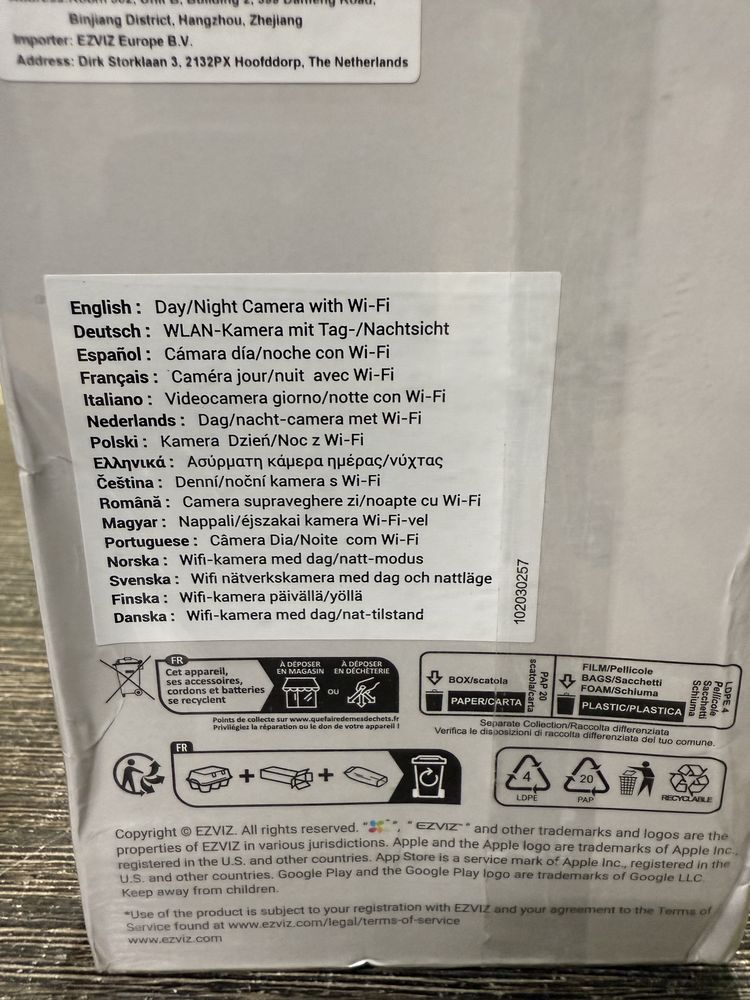 Binjiang District, Hangzhou, Zhejiang
Importer: EZVIZ Europe B.V.
Address: Dirk Storklaan 3, 2132PX Hoofddorp, The Netherlands
English : Day/Night Camera with Wi-Fi
Deutsch : WLAN-Kamera mit Tag-/Nachtsicht
Español : Cámara día/noche con Wi-Fi
Français : Caméra jour/nuit avec Wi-Fi
Italiano : Videocamera giorno/notte con Wi-Fi
Nederlands : Dag/nacht-camera met Wi-Fi
Polski : Kamera Dzień/Noc z Wi-Fi
Ελληνικά : Ασύρματη κάμερα ημέρας/νύχτας
Čeština : Denní/noční kamera s Wi-Fi
Română : Camera supraveghere zi/noapte cu Wi-Fi
Magyar : Nappali/éjszakai kamera Wi-Fi-vel
Portuguese : Câmera Dia/Noite com Wi-Fi
Norska : Wifi-kamera med dag/natt-modus
Svenska : Wifi nätverkskamera med dag och nattläge
Finska : Wifi-kamera päivällä/yöllä
Danska : Wifi-kamera med dag/nat-tilstand
102030257
FR
Cet appareil,
ses accessoires,
cordons et batteries
se recyclent
À DÉPOSER
EN MAGASIN
OU
À DÉPOSER
EN DÉCHÈTERIE
Points de collecte sur www.quefairedemesdechets.fr
Privilégiez la réparation ou le don de votre appareil !
BOX/scatola
PAPER/CARTA
PAP 20
scatola/carta
FILM/Pellicole
BAGS/Sacchetti
FOAM/Schiuma
PLASTIC/PLASTICA
LDPE 4
Pellicole
Sacchetti
Schiuma
Separate Collection/Raccolta differenziata
Verifica le disposizioni di raccolta differenziata del tuo comune.
FR
4
LDPE
20
PAP
RECYCLABLE
Copyright © EZVIZ. All rights reserved. " ", " EZVIZ " and other trademarks and logos are the
properties of EZVIZ in various jurisdictions. Apple and the Apple logo are trademarks of Apple Inc.,
registered in the U.S. and other countries. App Store is a service mark of Apple Inc., registered in the
U.S. and other countries. Google Play and the Google Play logo are trademarks of Google LLC.
Keep away from children.
*Use of the product is subject to your registration with EZVIZ and your agreement to the Terms of
Service found at www.ezviz.com/legal/terms-of-service
www.ezviz.com